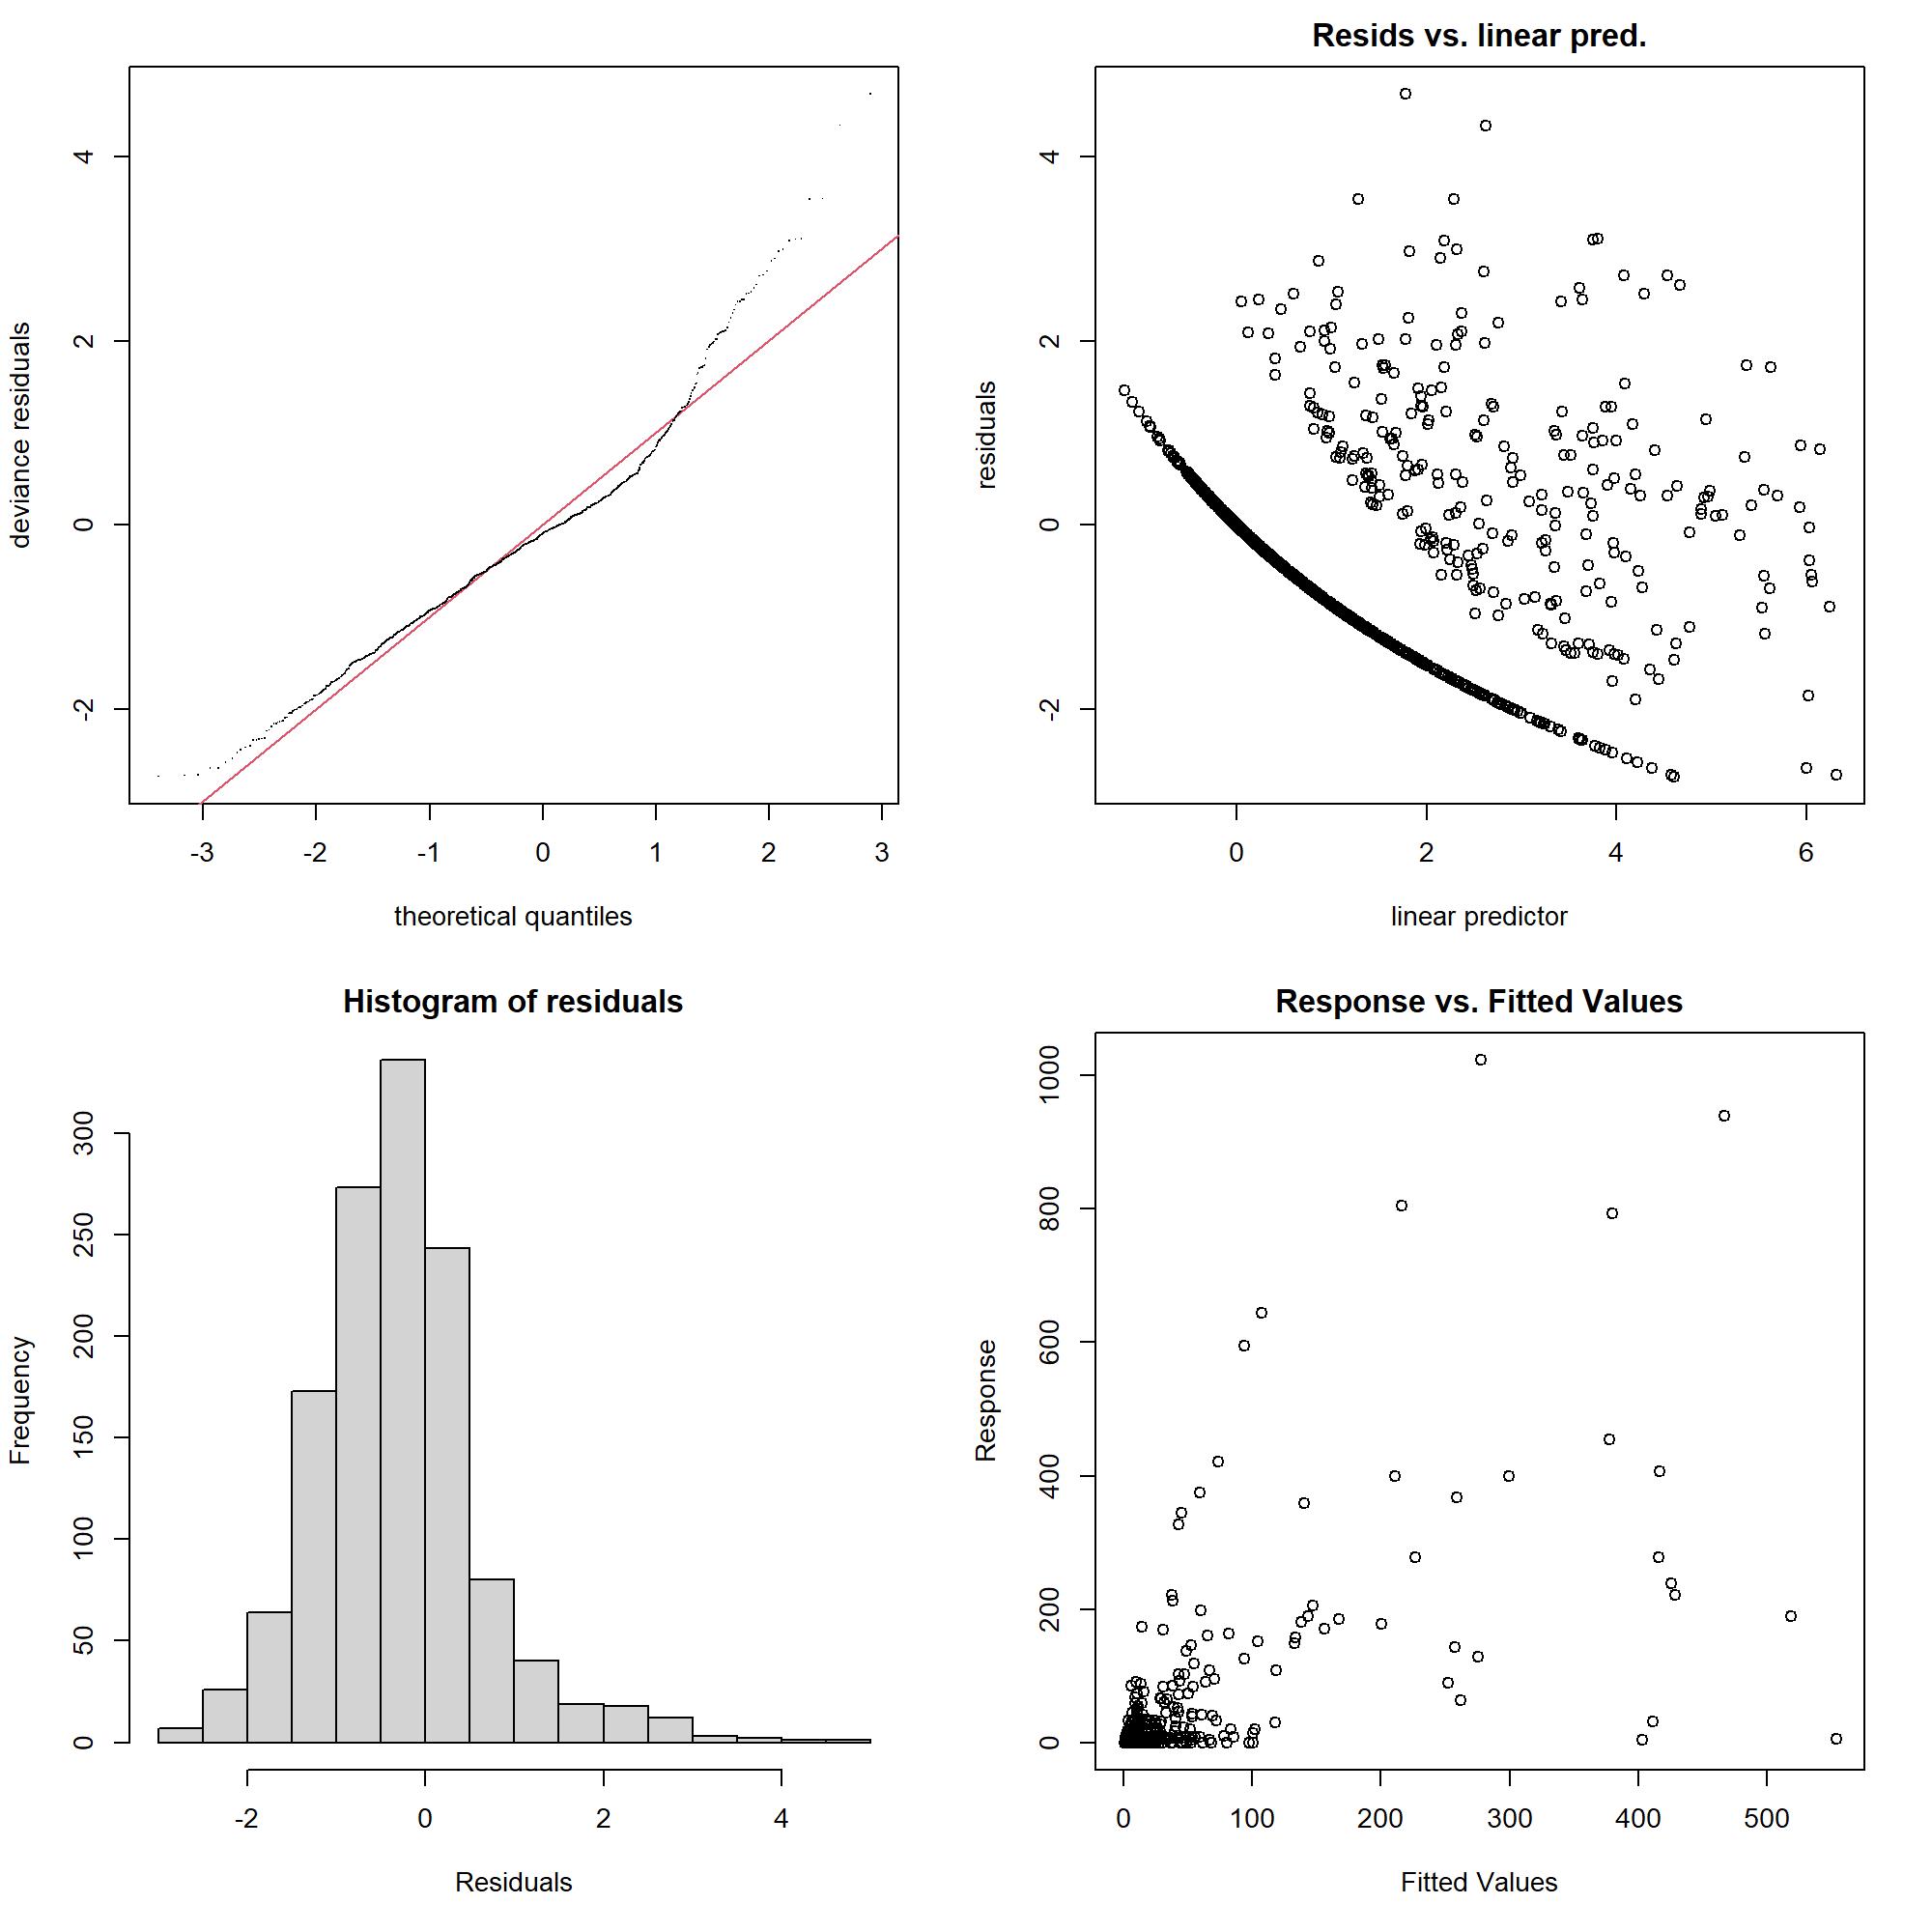 deviance residuals
4
2
0
-2
-3 -2 -1 0 1 2 3
theoretical quantiles
Resids vs. linear pred.
residuals
4
2
0
-2
0 2 4 6
linear predictor
Histogram of residuals
Frequency
300
250
200
150
100
50
0
-2 0 2 4
Residuals
Response vs. Fitted Values
Response
1000
800
600
400
200
0
0 100 200 300 400 500
Fitted Values